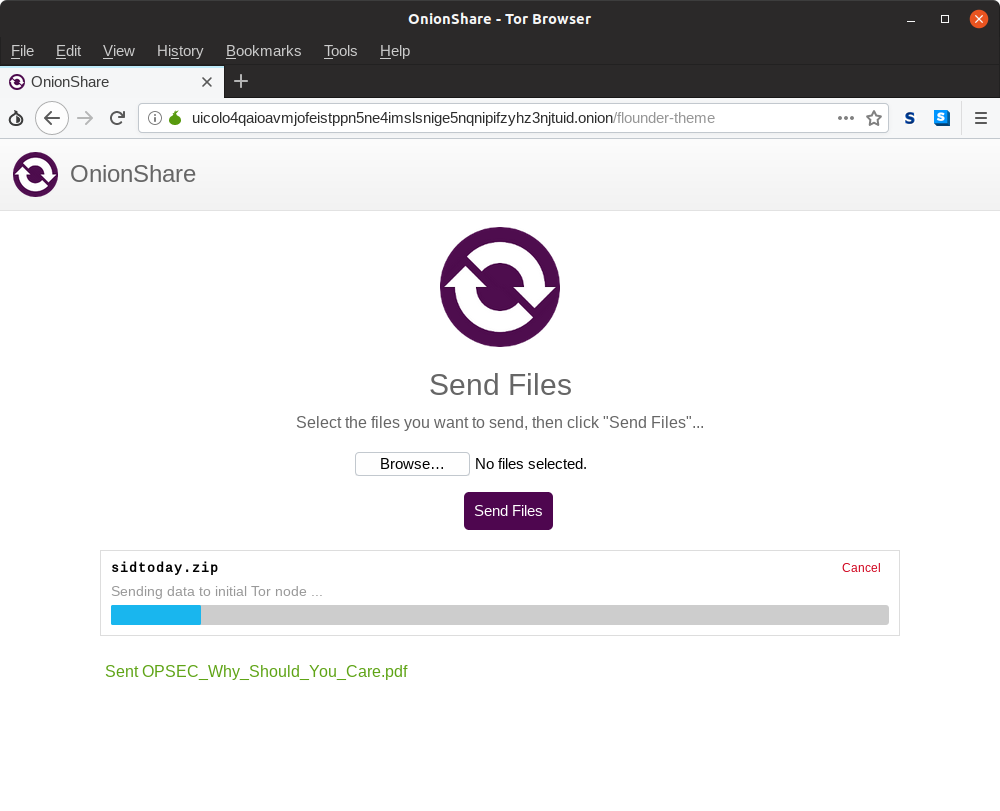 OnionShare - Tor Browser
File Edit View History Bookmarks Tools Help
OnionShare
uicolo4qaioavmjofeistppn5ne4imslsnige5nqnipifzyhz3njtuid.onion/flounder-theme
S S
OnionShare
Send Files
Select the files you want to send, then click "Send Files"...
Browse… No files selected.
Send Files
sidtoday.zip Cancel
Sending data to initial Tor node ...
Sent OPSEC_Why_Should_You_Care.pdf